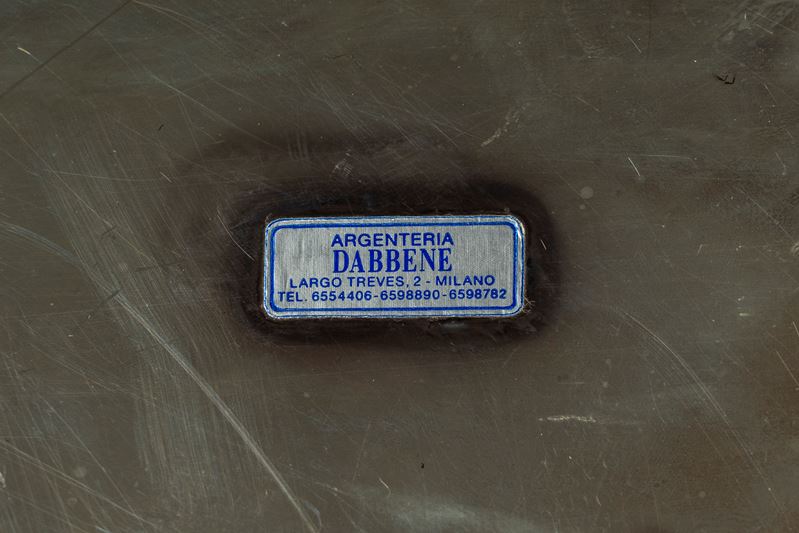 ARGENTERIA
DABBENE
LARGO TREVES, 2 - MILANO
TEL. 6554406-6598890-6598782